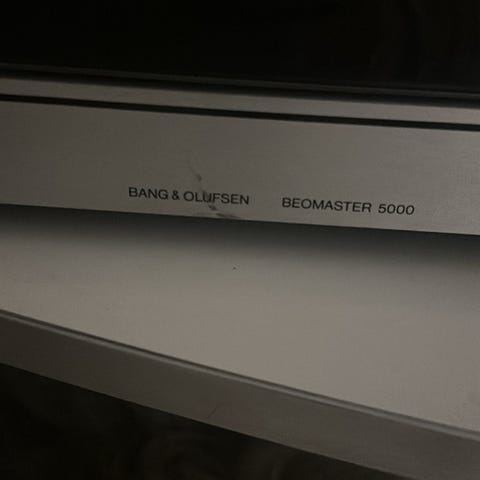 BANG & OLUFSEN BEOMASTER 5000